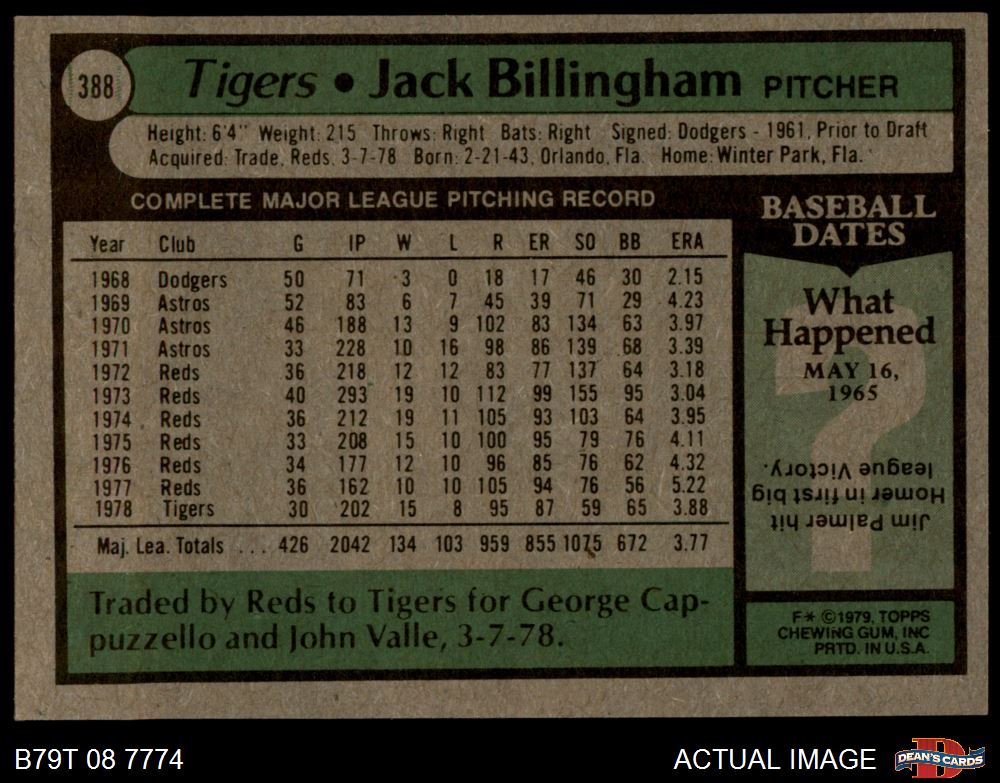 388
Tigers • Jack Billingham PITCHER
Height: 6'4" Weight: 215 Throws: Right Bats: Right Signed: Dodgers - 1961, Prior to Draft
Acquired: Trade, Reds, 3-7-78 Born: 2-21-43, Orlando, Fla. Home: Winter Park, Fla.
COMPLETE MAJOR LEAGUE PITCHING RECORD
Year Club G IP W L R ER SO BB ERA
1968 Dodgers 50 71 3 0 18 17 46 30 2.15
1969 Astros 52 83 6 7 45 39 71 29 4.23
1970 Astros 46 188 13 9 102 83 134 63 3.97
1971 Astros 33 228 10 16 98 86 139 68 3.39
1972 Reds 36 218 12 12 83 77 137 64 3.18
1973 Reds 40 293 19 10 112 99 155 95 3.04
1974 Reds 36 212 19 11 105 93 103 64 3.95
1975 Reds 33 208 15 10 100 95 79 76 4.11
1976 Reds 34 177 12 10 96 85 76 62 4.32
1977 Reds 36 162 10 10 105 94 76 56 5.22
1978 Tigers 30 202 15 8 95 87 59 65 3.88
Maj. Lea. Totals ... 426 2042 134 103 959 855 1075 672 3.77
Traded by Reds to Tigers for George Cap-
puzzello and John Valle, 3-7-78.
BASEBALL
DATES
What
Happened
MAY 16,
1965
Jim Palmer hit
Homer in first big
league Victory.
F* ©1979, TOPPS
CHEWING GUM, INC
PRTD. IN U.S.A.
B79T 08 7774
ACTUAL IMAGE
DEAN'S CARDS